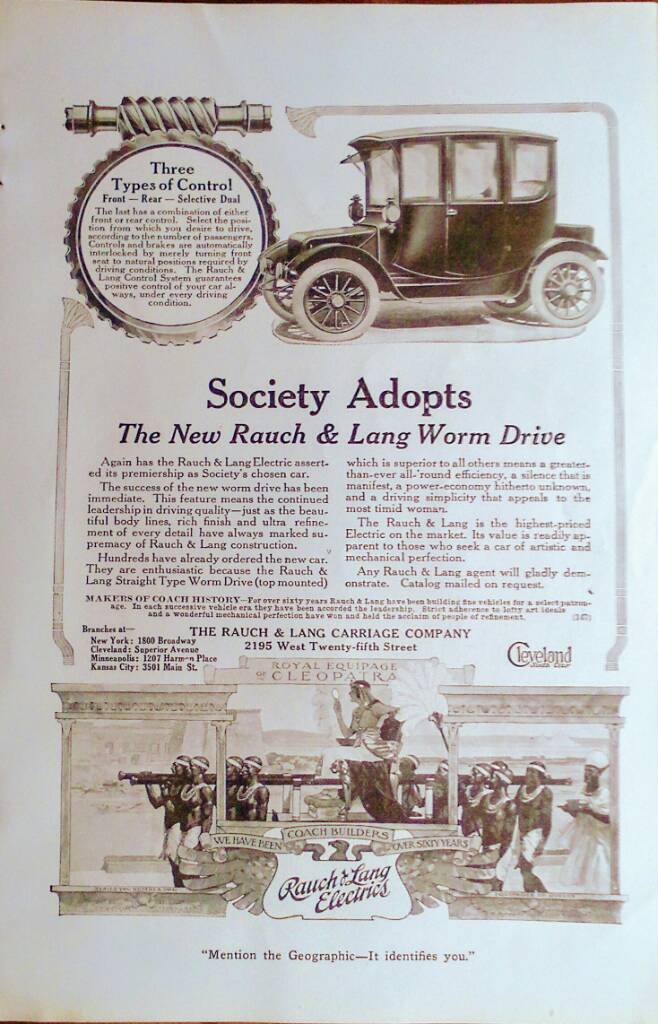 Three
Types of Control
Front — Rear — Selective Dual
The last has a combination of either
front or rear control. Select the posi-
tion from which you desire to drive,
according to the number of passengers.
Controls and brakes are automatically
interlocked by merely turning front
seat to natural positions required by
driving conditions. The Rauch &
Lang Control System guarantees
positive control of your car al-
ways, under every driving
condition.
Society Adopts
The New Rauch & Lang Worm Drive
Again has the Rauch & Lang Electric assert-
ed its premiership as Society's chosen car.
The success of the new worm drive has been
immediate. This feature means the continued
leadership in driving quality—just as the beau-
tiful body lines, rich finish and ultra refine-
ment of every detail have always marked su-
premacy of Rauch & Lang construction.
Hundreds have already ordered the new car.
They are enthusiastic because the Rauch &
Lang Straight Type Worm Drive (top mounted)
which is superior to all others means a greater-
than-ever all-'round efficiency, a silence that is
manifest, a power-economy hitherto unknown,
and a driving simplicity that appeals to the
most timid woman.
The Rauch & Lang is the highest-priced
Electric on the market. Its value is readily ap-
parent to those who seek a car of artistic and
mechanical perfection.
Any Rauch & Lang agent will gladly dem-
onstrate. Catalog mailed on request.
MAKERS OF COACH HISTORY—For over sixty years Rauch & Lang have been building fine vehicles for a select patron-
age. In each successive vehicle era they have been accorded the leadership. Strict adherence to lofty art ideals
and a wonderful mechanical perfection have won and held the acclaim of people of refinement. (147)
Branches at—
New York: 1800 Broadway
Cleveland: Superior Avenue
Minneapolis: 1207 Harmon Place
Kansas City: 3501 Main St.
THE RAUCH & LANG CARRIAGE COMPANY
2195 West Twenty-fifth Street
Cleveland
ROYAL EQUIPAGE
OF CLEOPATRA
WE HAVE BEEN COACH BUILDERS OVER SIXTY YEARS
Rauch & Lang
Electrics
"Mention the Geographic—It identifies you."